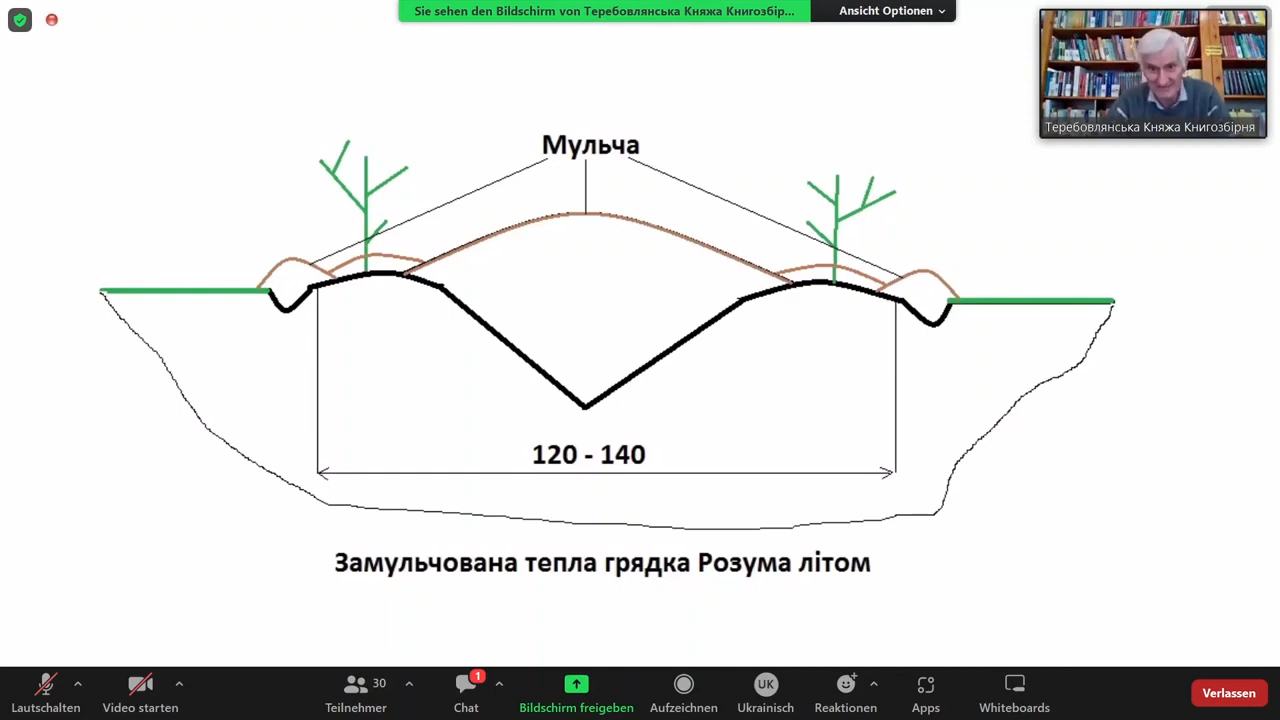 Sie sehen den Bildschirm von Теребовлянська Княжа Книгозбір...
Ansicht Optionen
Теребовлянська Княжа Книгозбірня
Мульча
120 - 140
Замульчована тепла грядка Розума літом
Lautschalten
Video starten
30
Teilnehmer
1
Chat
Bildschirm freigeben
Aufzeichnen
UK
Ukrainisch
Reaktionen
Apps
Whiteboards
Verlassen